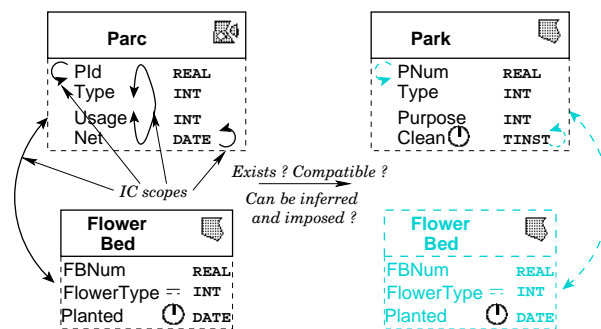 Parc
PId REAL
Type INT
Usage INT
Net DATE
IC scopes
Flower
Bed
FBNum REAL
FlowerType INT
Planted DATE
Exists ? Compatible ?
Can be inferred
and imposed ?
Park
PNum REAL
Type INT
Purpose INT
Clean TINST
Flower
Bed
FBNum REAL
FlowerType INT
Planted DATE